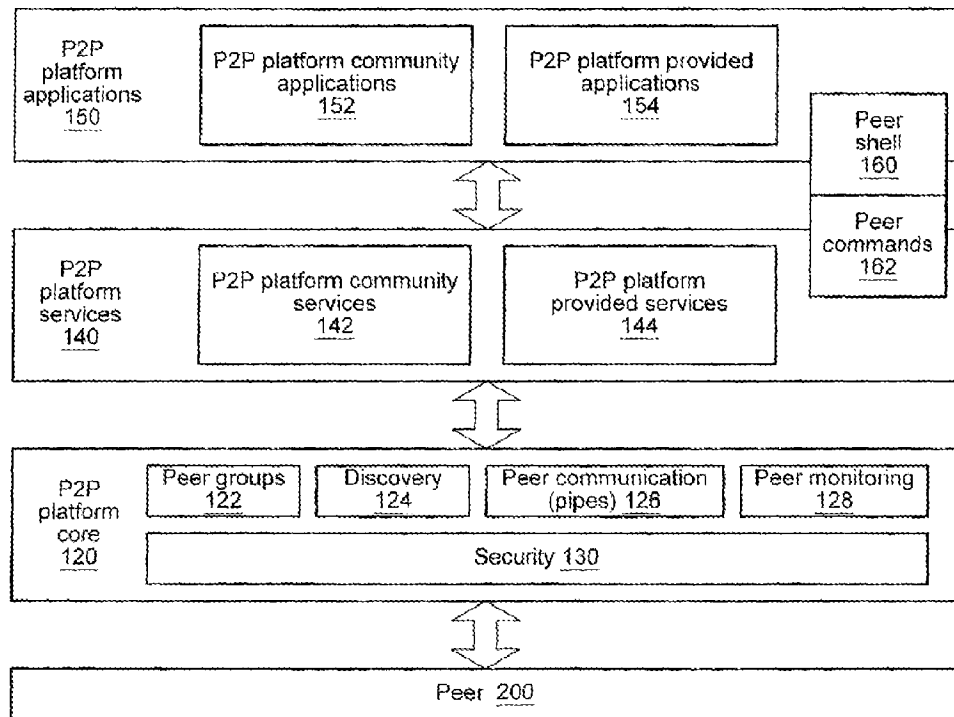 P2P
platform
applications
150
P2P platform community
applications
152
P2P platform provided
applications
154
Peer
shell
160
Peer
commands
162
P2P
platform
services
140
P2P platform community
services
142
P2P platform
provided services
144
P2P
platform
core
120
Peer groups
122
Discovery
124
Peer communication
(pipes) 126
Peer monitoring
128
Security 130
Peer 200